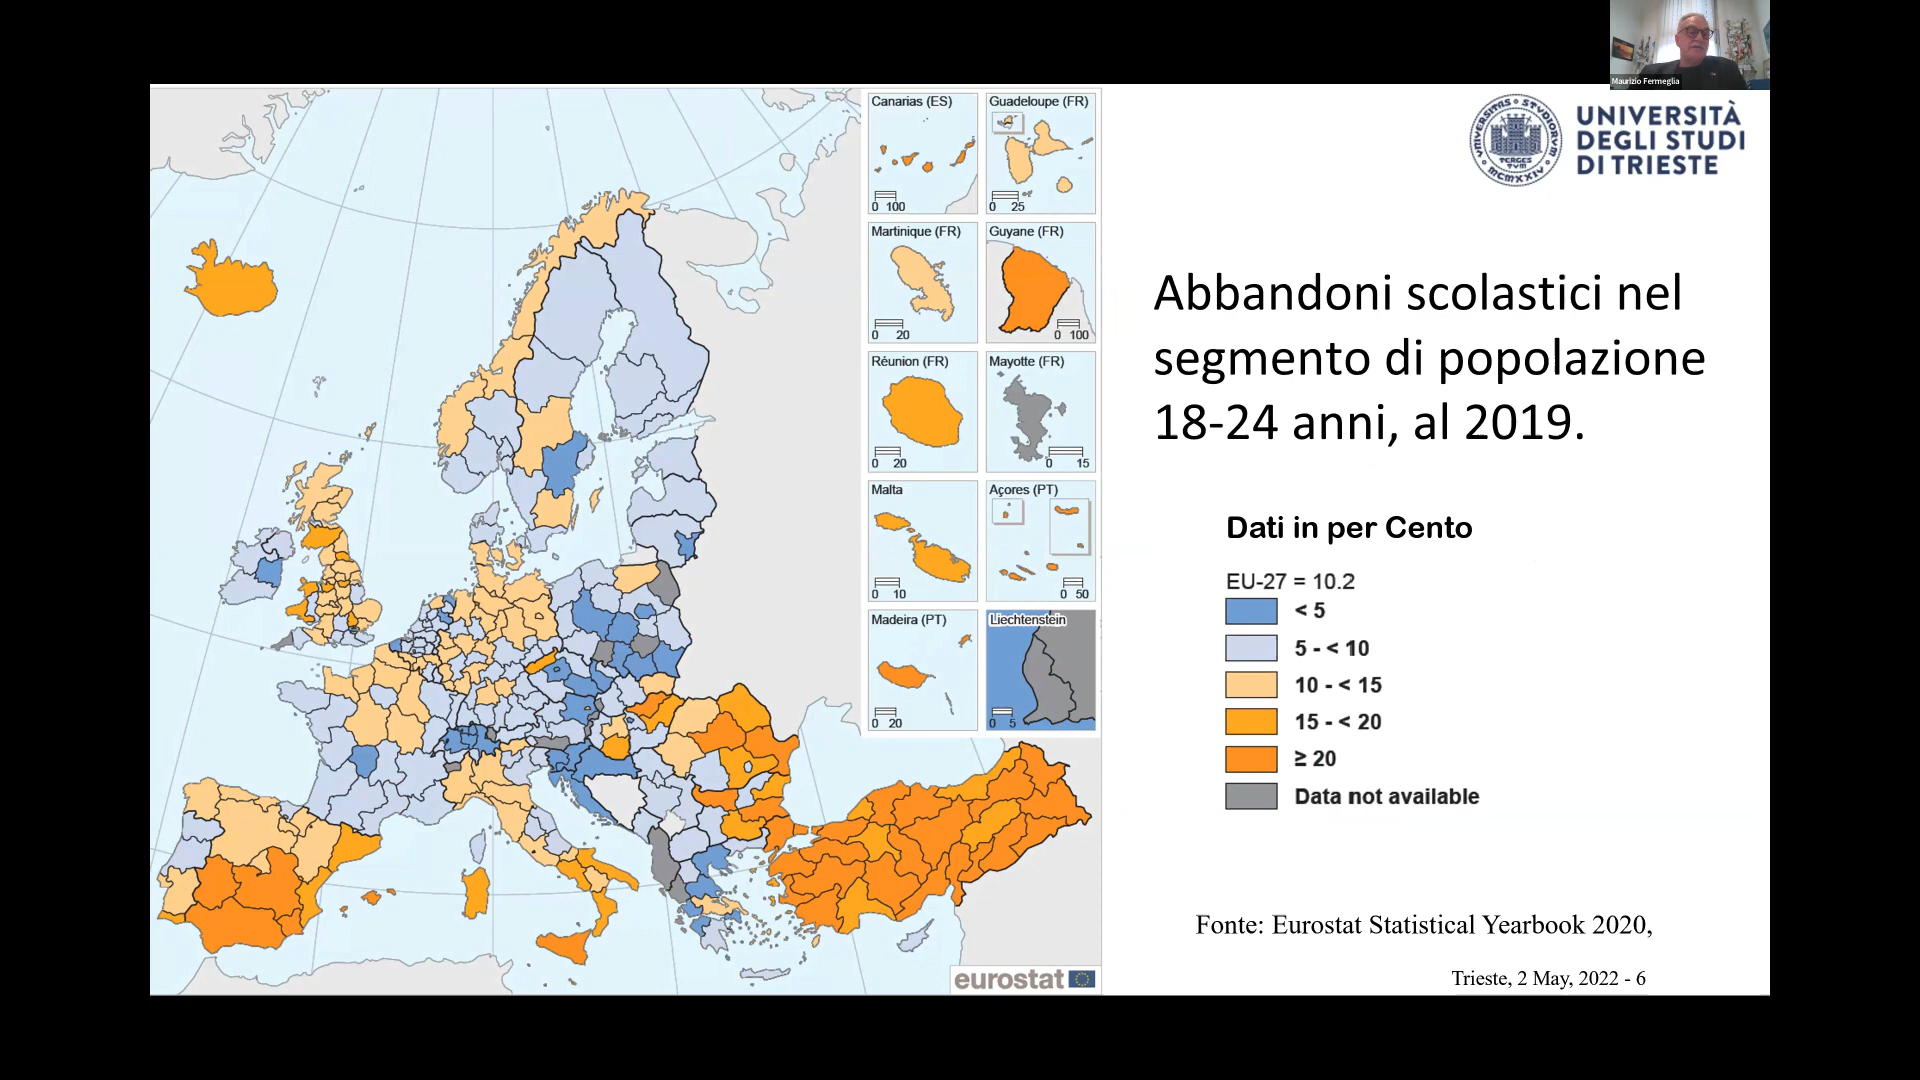 Maurizio Fermeglia
UNIVERSITÀ
DEGLI STUDI
DI TRIESTE
Canarias (ES)
0 100
Guadeloupe (FR)
0 25
Martinique (FR)
0 20
Guyane (FR)
0 100
Réunion (FR)
0 20
Mayotte (FR)
0 15
Malta
0 10
Açores (PT)
0 50
Madeira (PT)
0 20
Liechtenstein
0 5
eurostat
Abbandoni scolastici nel
segmento di popolazione
18-24 anni, al 2019.
Dati in per Cento
EU-27 = 10.2
< 5
5 - < 10
10 - < 15
15 - < 20
≥ 20
Data not available
Fonte: Eurostat Statistical Yearbook 2020,
Trieste, 2 May, 2022 - 6